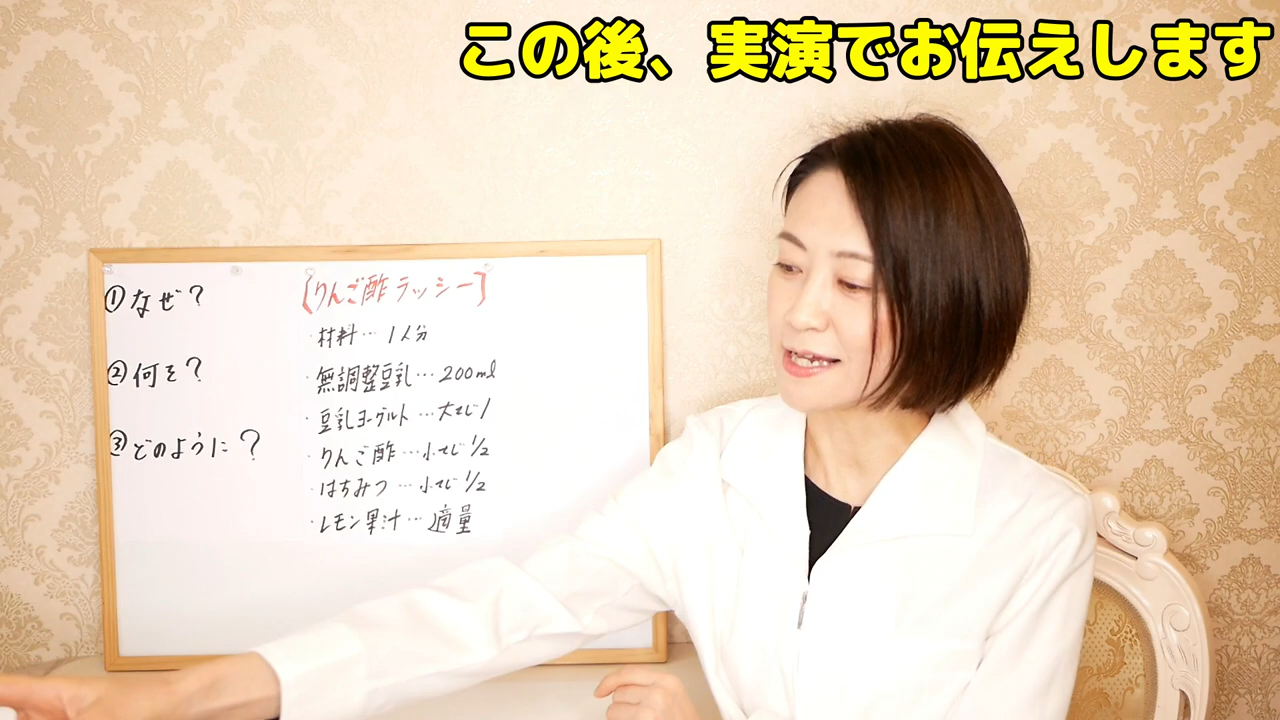 この後、実演でお伝えします
①なぜ？
②何を？
③どのように？
【りんご酢ラッシー】
・材料…1人分
・無調整豆乳…200ml
・豆乳ヨーグルト…大さじ1
・りんご酢…小さじ1/2
・はちみつ…小さじ1/2
・レモン果汁…適量